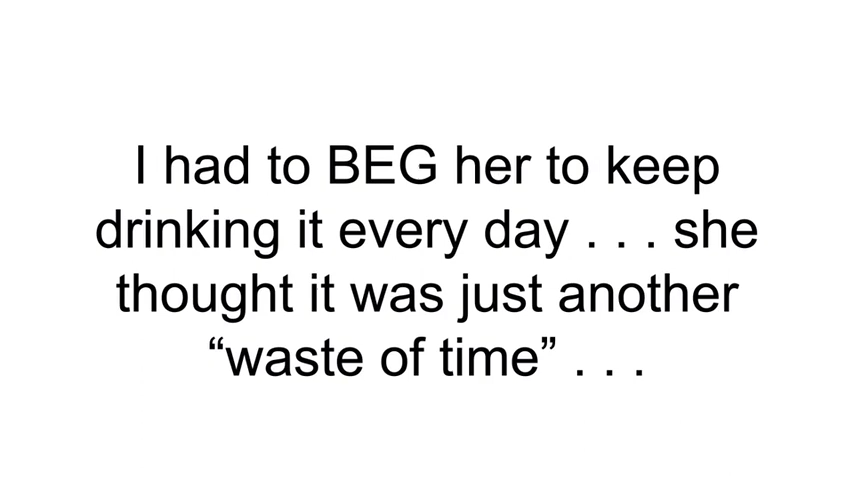 I had to BEG her to keep
drinking it every day . . . she
thought it was just another
“waste of time” . . .